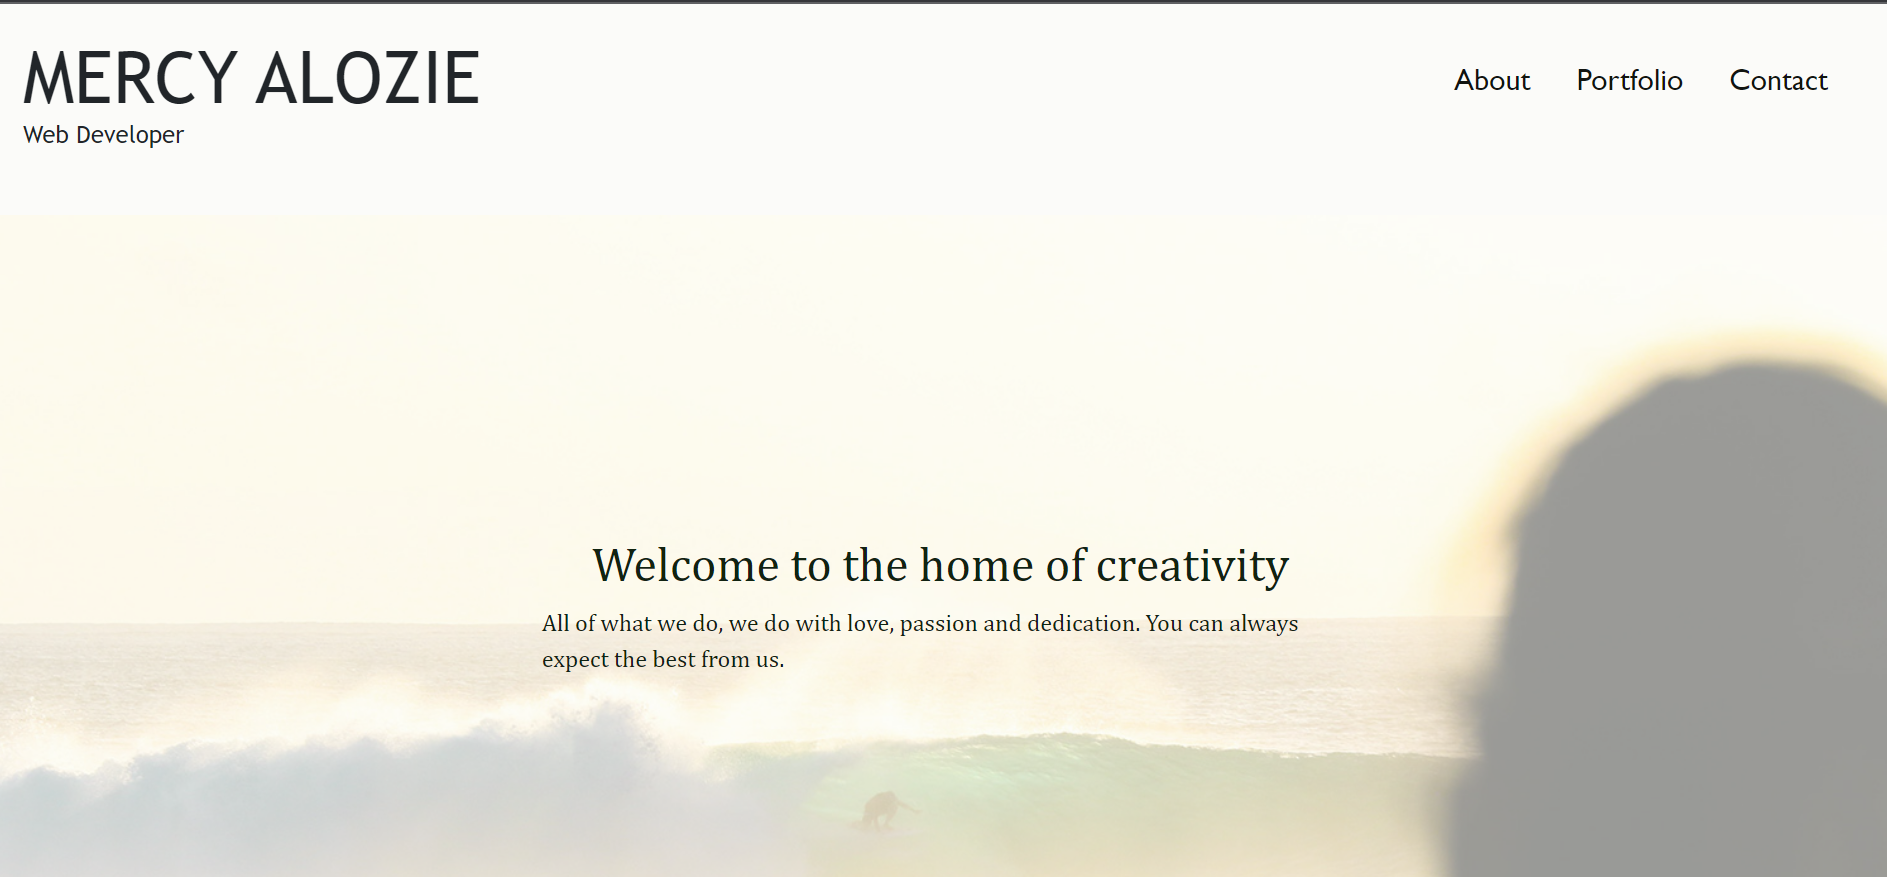 MERCY ALOZIE
Web Developer
About Portfolio Contact
Welcome to the home of creativity
All of what we do, we do with love, passion and dedication. You can always
expect the best from us.